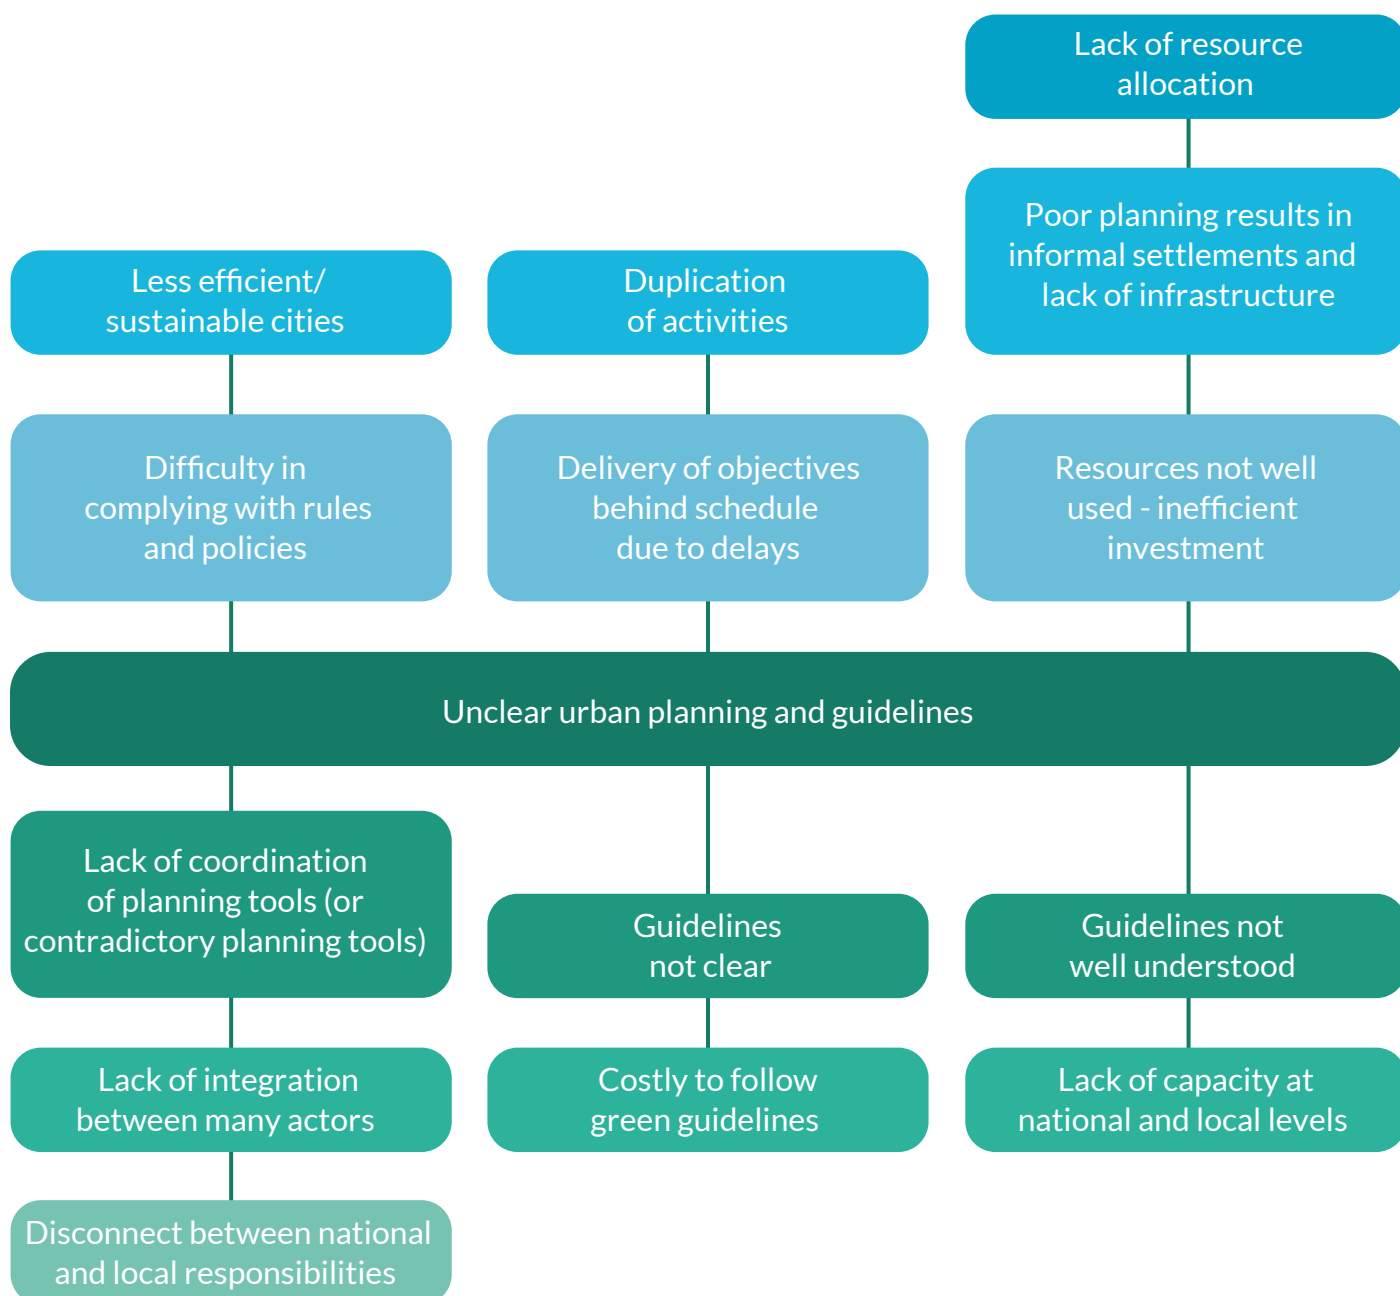 Lack of resource
allocation
Poor planning results in
informal settlements and
lack of infrastructure
Less efficient/
sustainable cities
Duplication
of activities
Difficulty in
complying with rules
and policies
Delivery of objectives
behind schedule
due to delays
Resources not well
used - inefficient
investment
Unclear urban planning and guidelines
Lack of coordination
of planning tools (or
contradictory planning tools)
Guidelines
not clear
Guidelines not
well understood
Lack of integration
between many actors
Costly to follow
green guidelines
Lack of capacity at
national and local levels
Disconnect between national
and local responsibilities